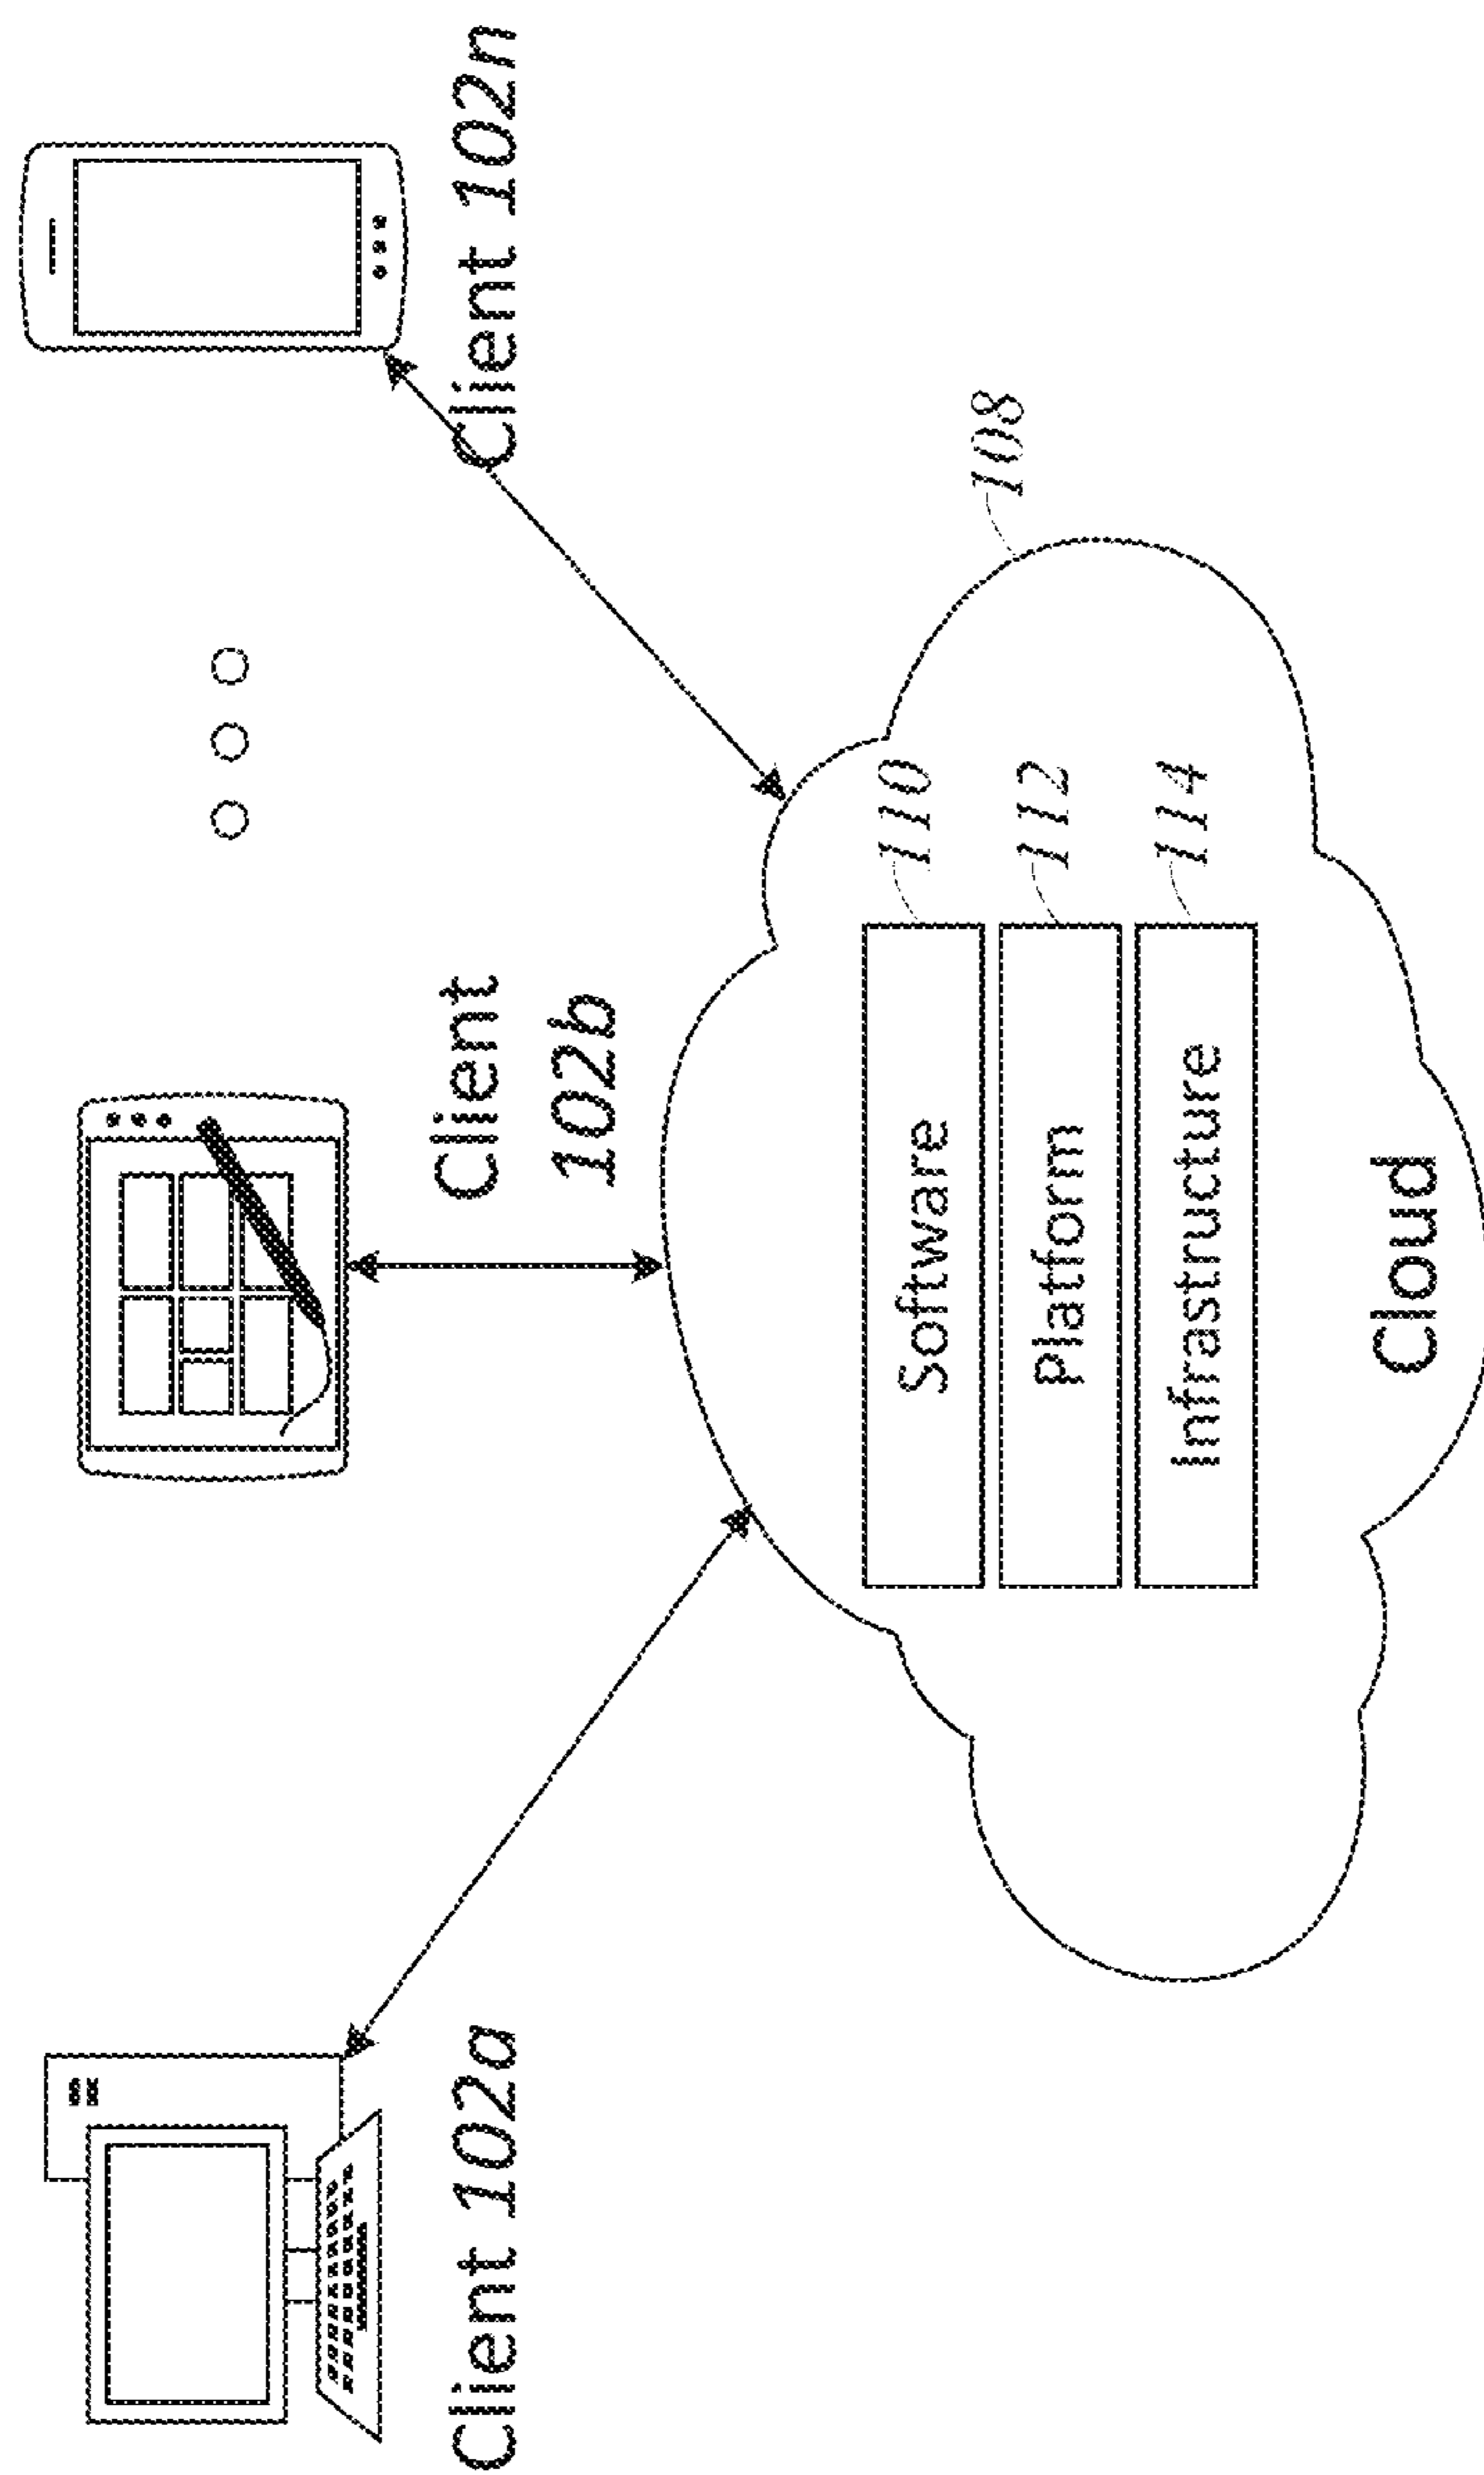 Client 102a
Client
102b
Client 102n
108
Software
110
Platform
112
Infrastructure
114
Cloud